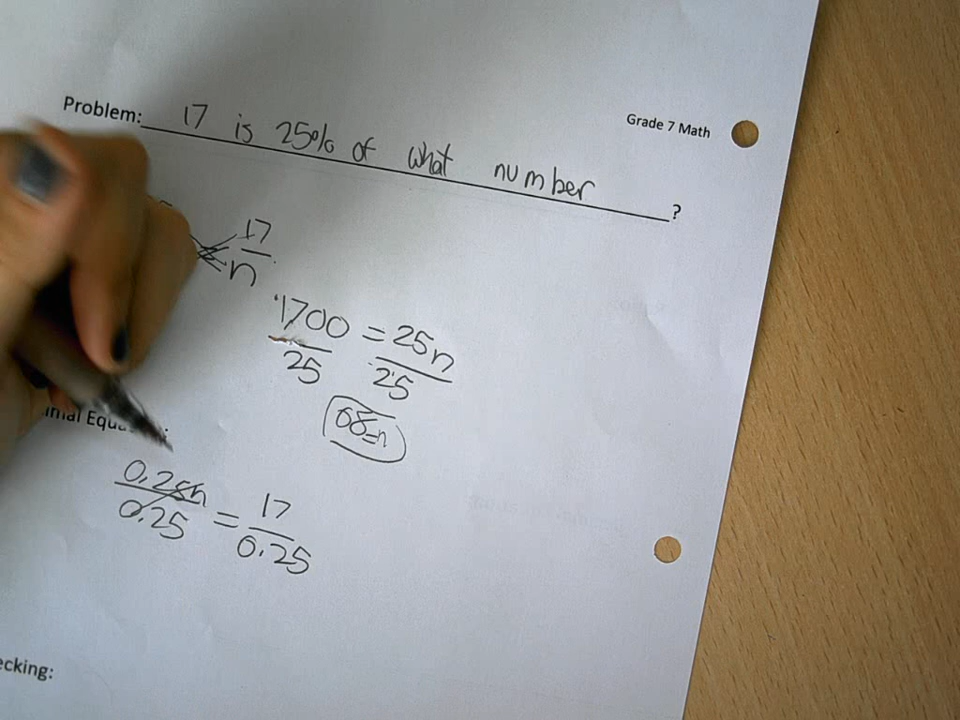 Grade 7 Math
Problem: 17 is 25% of what number ?
17
n
1700 = 25n
25 25
68=n
0.25n = 17
0.25 0.25
ecking: